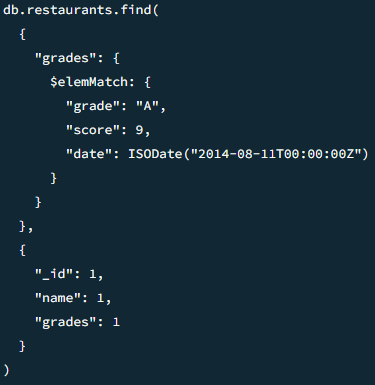 db.restaurants.find(
  {
    "grades": {
      $elemMatch: {
        "grade": "A",
        "score": 9,
        "date": ISODate("2014-08-11T00:00:00Z")
      }
    }
  },
  {
    "_id": 1,
    "name": 1,
    "grades": 1
  }
)